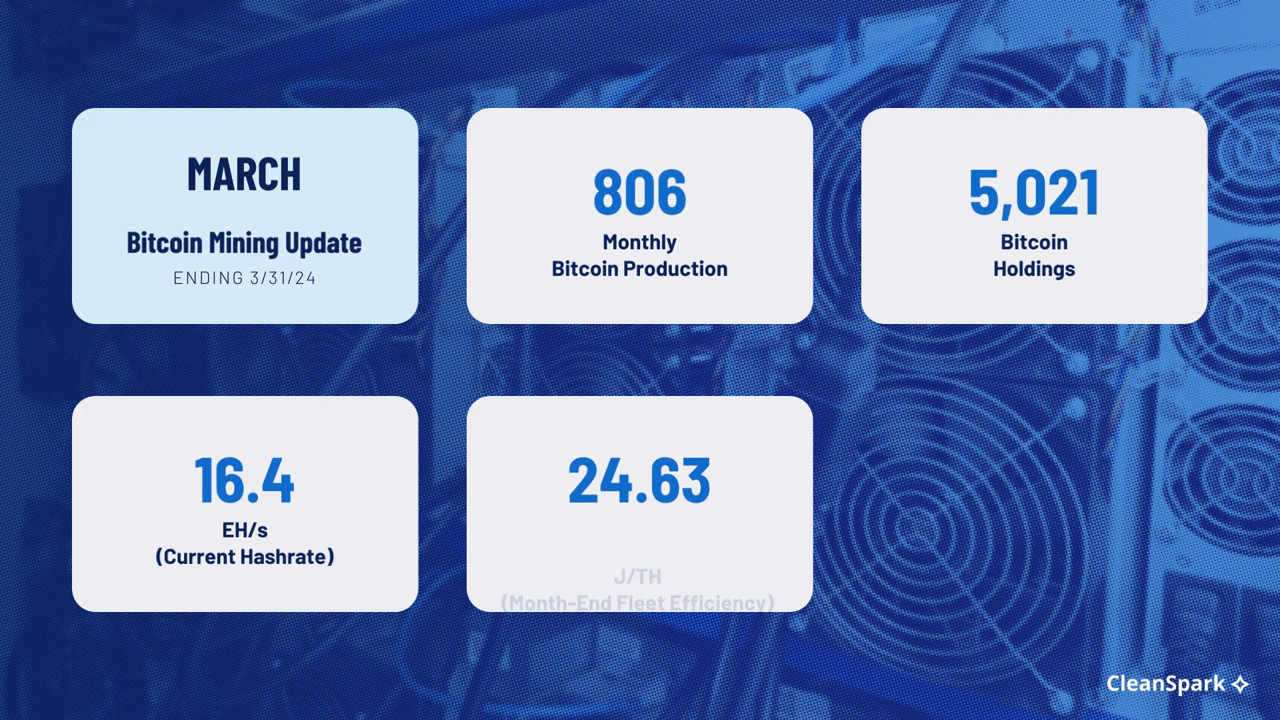 MARCH
Bitcoin Mining Update
ENDING 3/31/24
806
Monthly
Bitcoin Production
5,021
Bitcoin
Holdings
16.4
EH/s
(Current Hashrate)
24.63
J/TH
(Month-End Fleet Efficiency)
CleanSpark